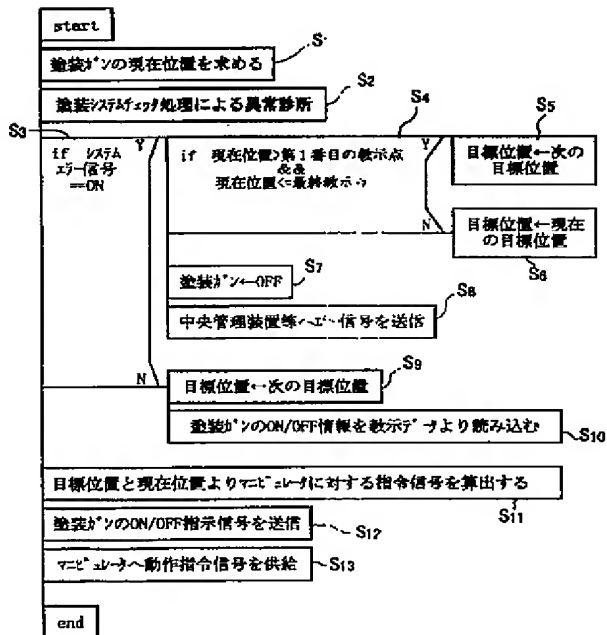 start
塗装ガンの現在位置を求める
S
塗装システムチェック処理による異常診断
S2
S3
if システム
エラー信号
==ON
Y
S4
if 現在位置>第1番目の教示点
&&
現在位置<=最終教示
Y
S5
目標位置←次の
目標位置
N
目標位置←現在
の目標位置
S6
S7
塗装ガン←OFF
S8
中央管理装置 信号を送信
N
S9
目標位置←次の目標位置
塗装ガンのON/OFF情報を教示データより読み込む
S10
目標位置と現在位置よりマニピュレータに対する指令信号を算出する
S11
塗装ガンのON/OFF指示信号を送信
S12
マニピュレータへ動作指令信号を供給
S13
end